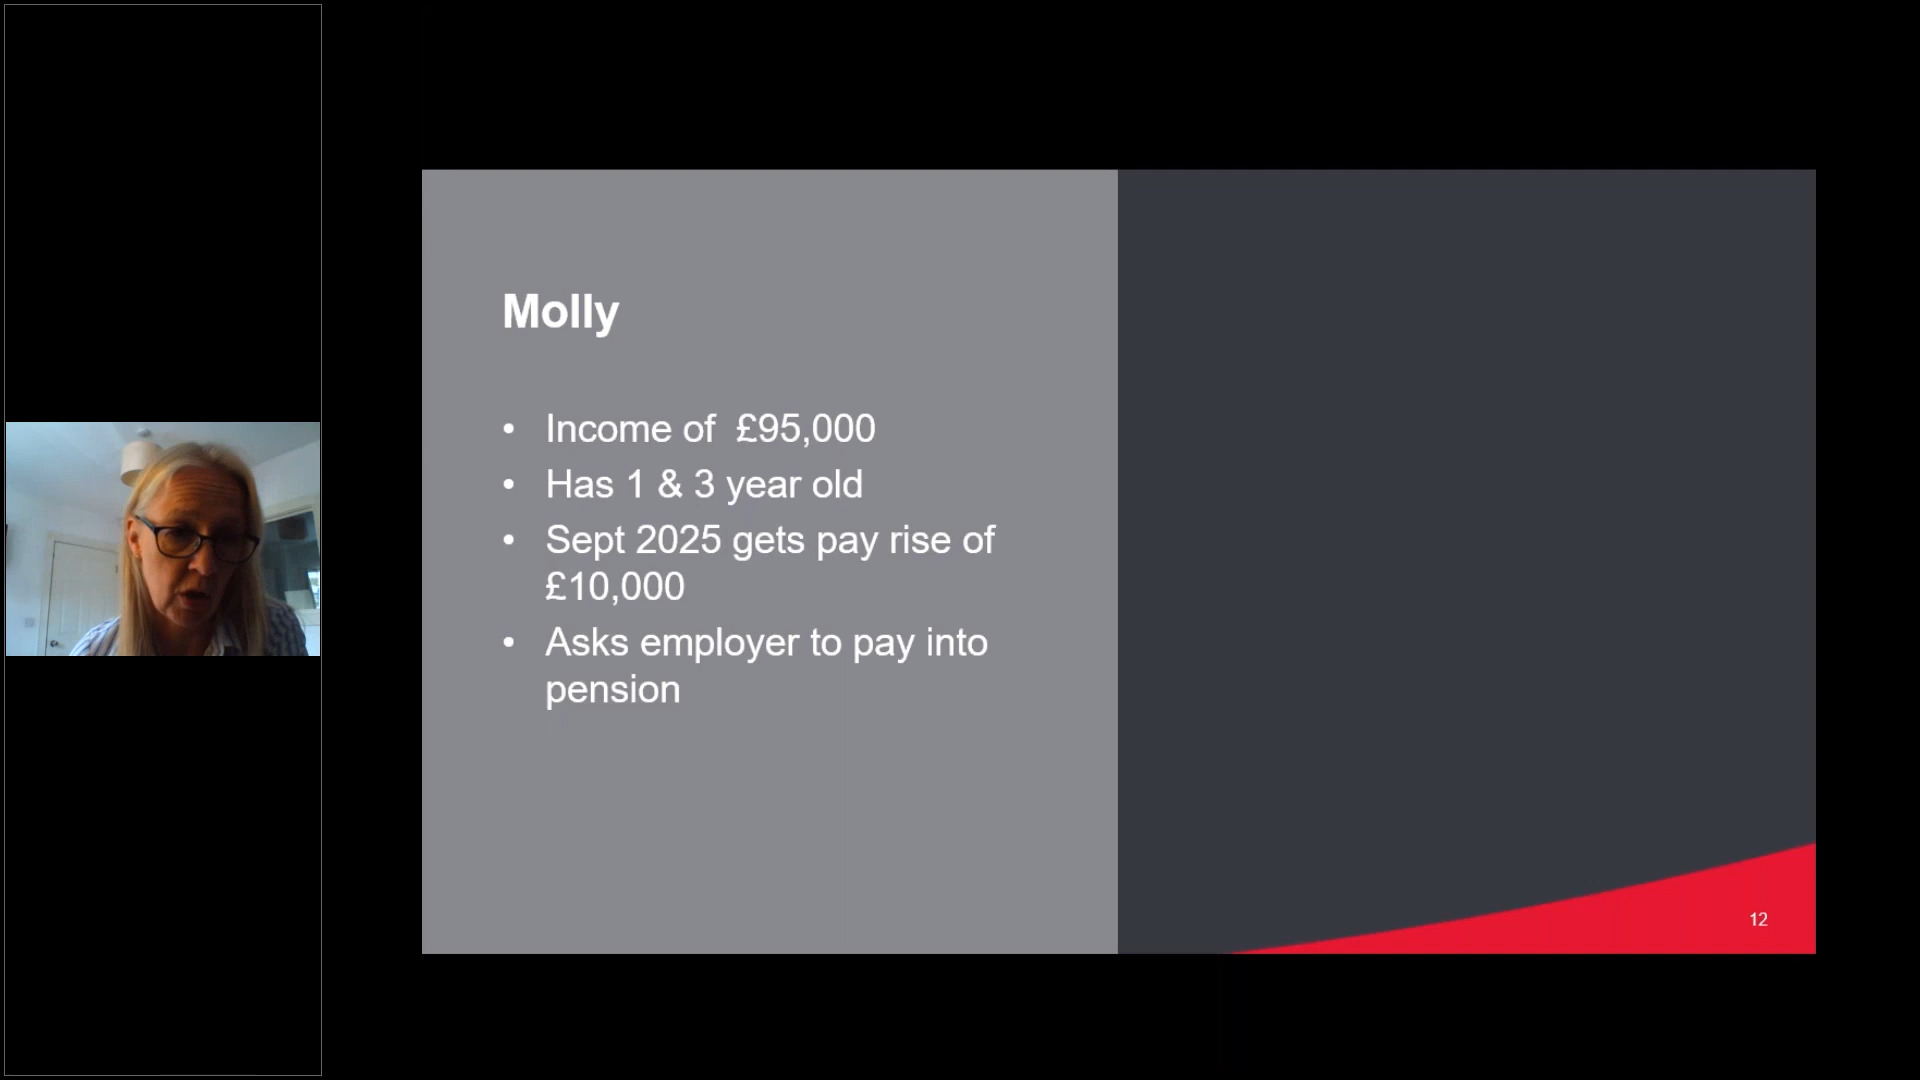 Molly
• Income of  £95,000
• Has 1 & 3 year old
• Sept 2025 gets pay rise of
£10,000
• Asks employer to pay into
pension
12